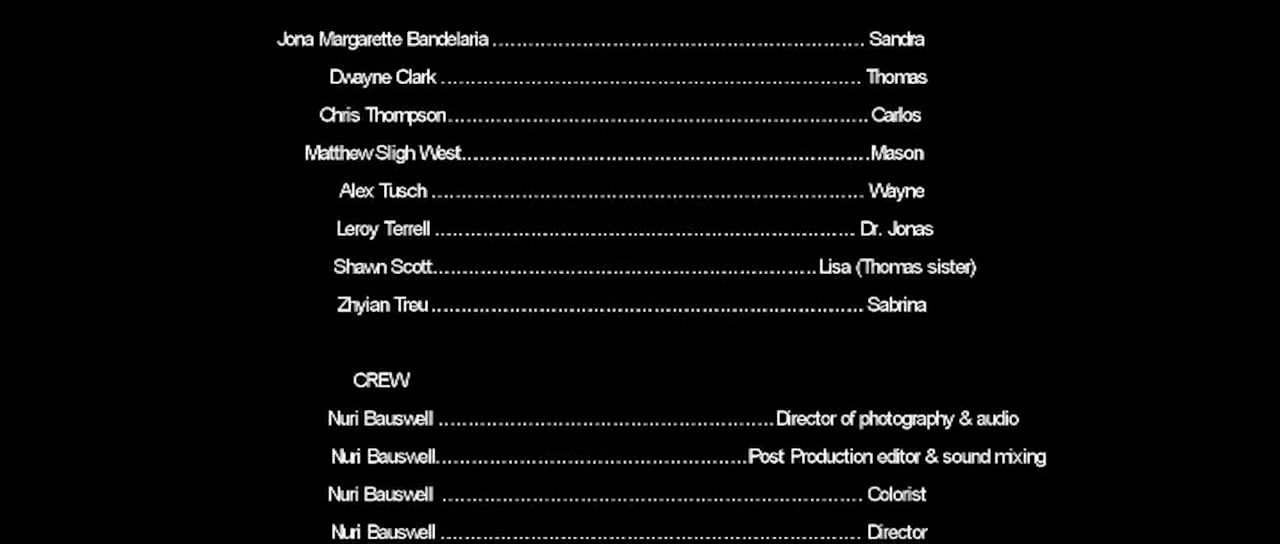 Jona Margarette Bandelaria ........................................................... Sandra
Dwayne Clark ................................................................... Thomas
Chris Thompson................................................................... Carlos
Matthew Sligh West.................................................................Mason
Alex Tusch ..................................................................... Wayne
Leroy Terrell ................................................................... Dr. Jonas
Shawn Scott.............................................................Lisa (Thomas sister)
Zhyian Treu ..................................................................... Sabrina
CREW
Nuri Bauswell .....................................................Director of photography & audio
Nuri Bauswell.................................................Post Production editor & sound mixing
Nuri Bauswell ................................................................... Colorist
Nuri Bauswell ................................................................... Director